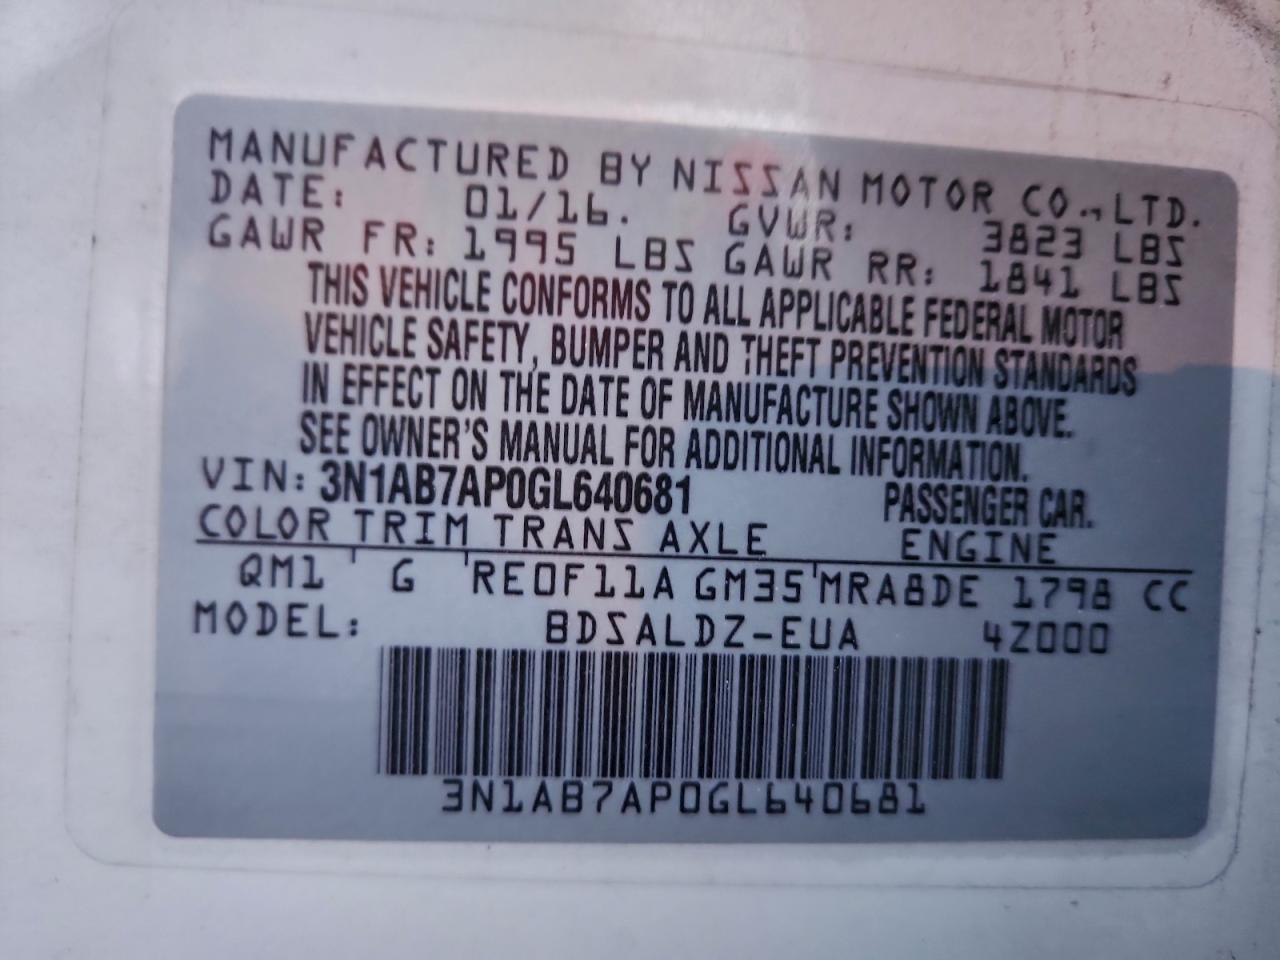 MANUFACTURED BY NISSAN MOTOR CO., LTD.
DATE: 01/16. GVWR: 3823 LBS
GAWR FR: 1995 LBS GAWR RR: 1841 LBS
THIS VEHICLE CONFORMS TO ALL APPLICABLE FEDERAL MOTOR
VEHICLE SAFETY, BUMPER AND THEFT PREVENTION STANDARDS
IN EFFECT ON THE DATE OF MANUFACTURE SHOWN ABOVE.
SEE OWNER'S MANUAL FOR ADDITIONAL INFORMATION.
VIN: 3N1AB7AP0GL640681 PASSENGER CAR.
COLOR TRIM TRANS AXLE ENGINE
QM1 G RE0F11A GM35 MRA8DE 1798 CC
MODEL: BDSALDZ-EUA 4Z000
3N1AB7AP0GL640681